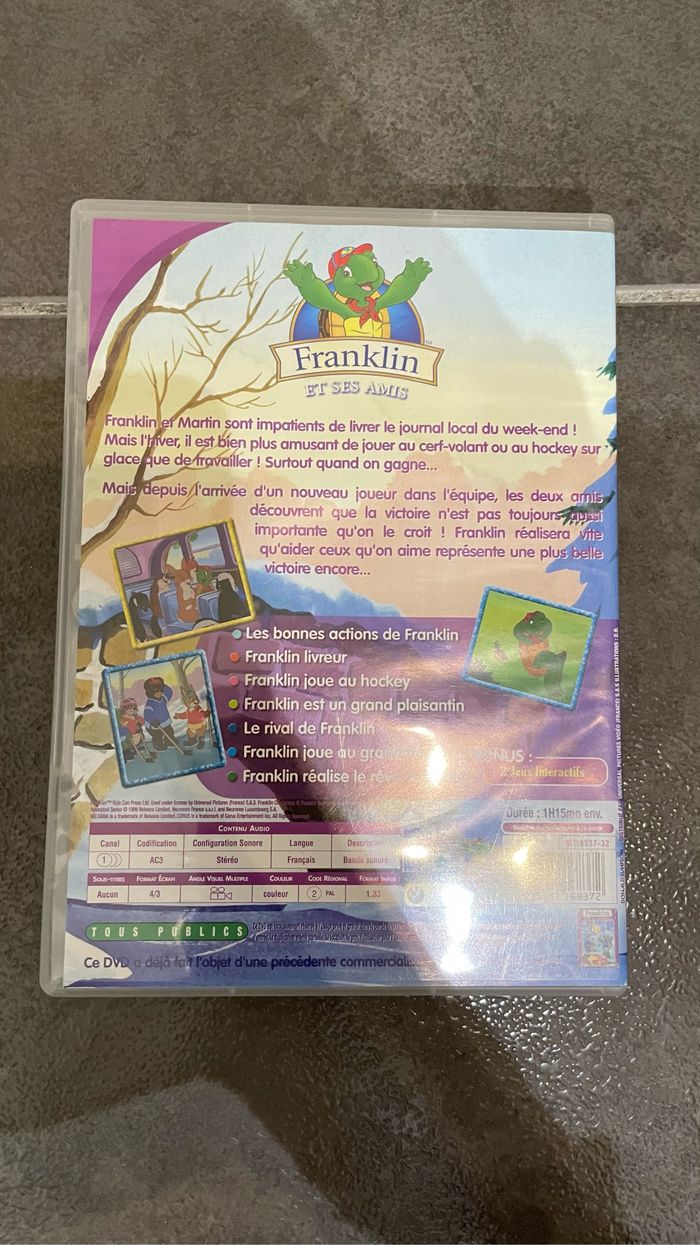 Franklin
ET SES AMIS
Franklin et Martin sont impatients de livrer le journal local du week-end !
Mais l'hiver, il est bien plus amusant de jouer au cerf-volant ou au hockey sur
glace que de travailler ! Surtout quand on gagne...
Mais depuis l'arrivée d'un nouveau joueur dans l'équipe, les deux amis
découvrent que la victoire n'est pas toujours aussi
importante qu'on le croit ! Franklin réalisera vite
qu'aider ceux qu'on aime représente une plus belle
victoire encore...
Les bonnes actions de Franklin
Franklin livreur
Franklin joue au hockey
Franklin est un grand plaisantin
Le rival de Franklin
Franklin joue au
Franklin réalise le
2 Jeux Interactifs
Durée : 1H15mn env.
CONTENU AUDIO
Canal Codification Configuration Sonore Langue
1 AC3 Stéréo Français Bande sonore
SOUS-TITRES FORMAT ÉCRAN ANGLE VISUEL MULTIPLE COULEUR CODE RÉGIONAL FORMAT IMAGE
Aucun 4/3 couleur 2 PAL 1.33
TOUS PUBLICS
Ce DVD a déjà fait l'objet d'une précédente
Franklin